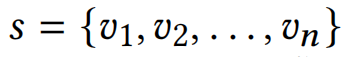 s = {v₁, v₂, . . . , vₙ}